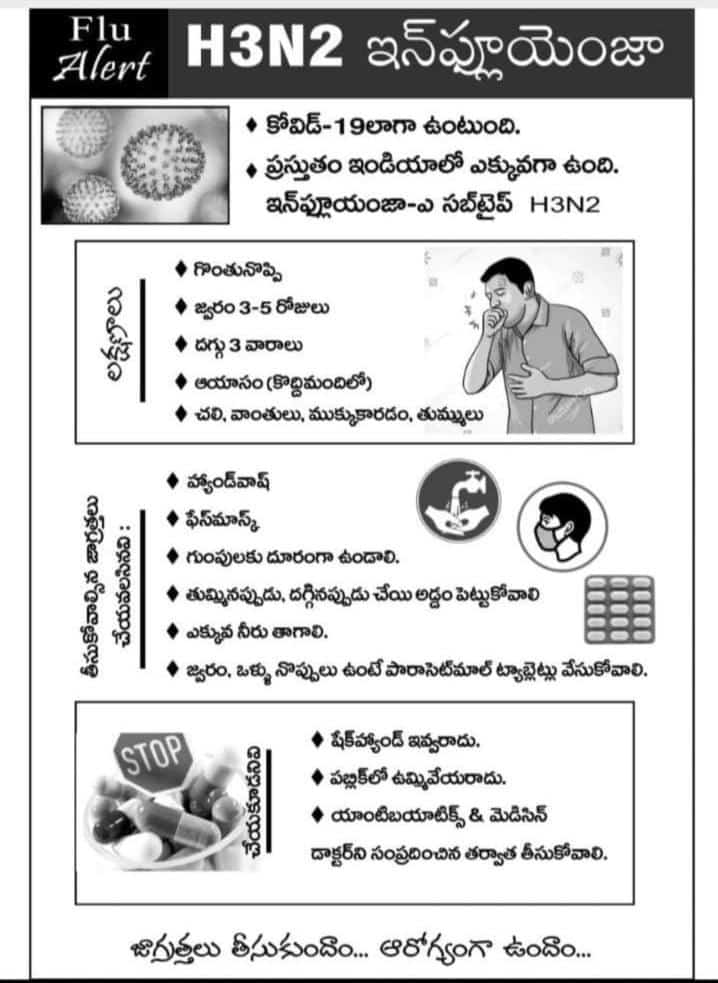 Flu
Alert
H3N2 ఇన్‌ఫ్లూయెంజా
♦ కోవిడ్-19లాగా ఉంటుంది.
♦ ప్రస్తుతం ఇండియాలో ఎక్కువగా ఉంది.
ఇన్‌ఫ్లూయంజా-ఎ సబ్‌టైప్ H3N2
లక్షణాలు
♦ గొంతునొప్పి
♦ జ్వరం 3-5 రోజులు
♦ దగ్గు 3 వారాలు
♦ ఆయాసం (కొద్దిమందిలో)
♦ చలి, వాంతులు, ముక్కుకారడం, తుమ్ములు
తీసుకోవాల్సిన జాగ్రత్తలు
చేయవలసినవి :
♦ హ్యాండ్‌వాష్
♦ ఫేస్‌మాస్క్
♦ గుంపులకు దూరంగా ఉండాలి.
♦ తుమ్మినప్పుడు, దగ్గినప్పుడు చేయి అడ్డం పెట్టుకోవాలి
♦ ఎక్కువ నీరు తాగాలి.
♦ జ్వరం, ఒళ్ళు నొప్పులు ఉంటే పారాసెట్‌మాల్ ట్యాబ్లెట్లు వేసుకోవాలి.
STOP
చేయకూడనివి
♦ షేక్‌హ్యాండ్ ఇవ్వరాదు.
♦ పబ్లిక్‌లో ఉమ్మివేయరాదు.
♦ యాంటిబయాటిక్స్ & మెడిసిన్
డాక్టర్‌ని సంప్రదించిన తర్వాత తీసుకోవాలి.
జాగ్రత్తలు తీసుకుందాం... ఆరోగ్యంగా ఉందాం...